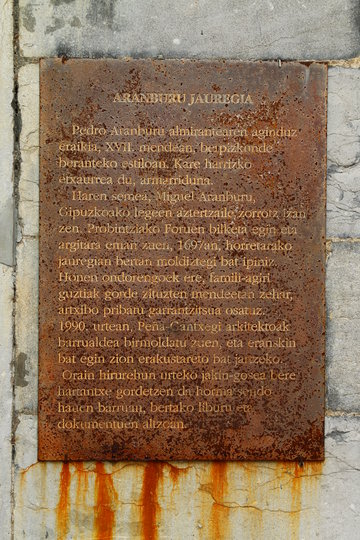 ARANBURU JAUREGIA
Pedro Aranburu almirantearen aginduz
eraikia, XVII. mendean, berpizkunde
beranteko estiloan. Kare harrizko
etxaurrea du, armarriduna.
Haren semea, Miguel Aranburu,
Gipuzkoako legeen aztertzaile zorrotz izan
zen. Probintziako Foruen bilketa egin eta
argitara eman zuen, 1697an, horretarako
jauregian bertan moldiztegi bat ipiniz.
Honen ondorengoek ere, famili-agiri
guztiak gorde zituzten mendeetan zehar,
artxibo pribatu garrantzitsua osatuz.
1990. urtean, Peña-Gantxegi arkitektoak
barrualdea birmoldatu zuen, eta eranskin
bat egin zion erakustareto bat jartzeko.
Orain hirurehun urteko jakin-gosea bere
hartantxe gordetzen du horma sendo
hauen barruan, bertako liburu eta
dokumentuen altzoan.